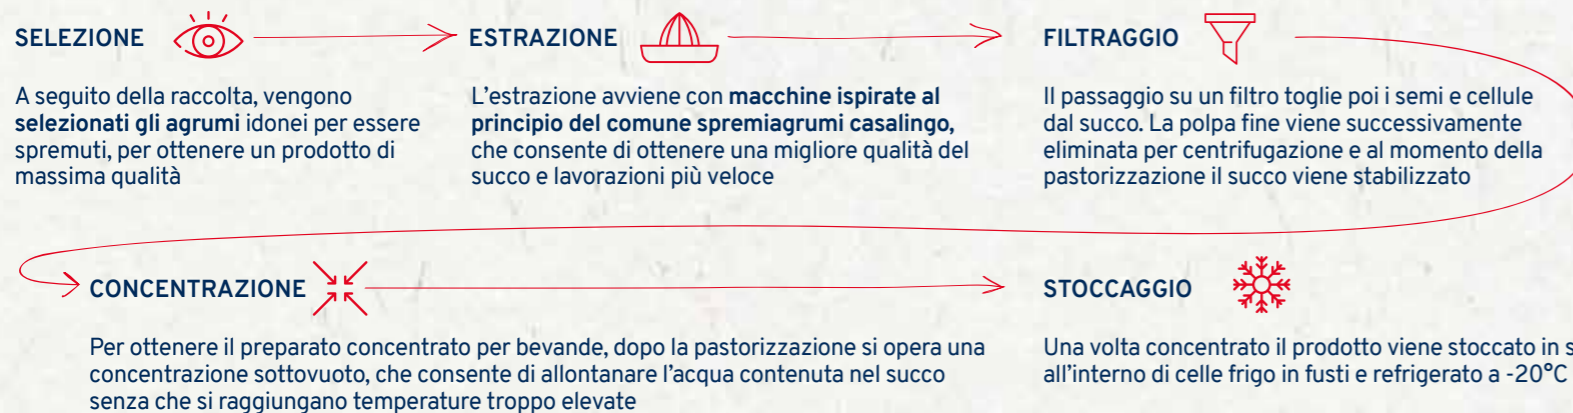 SELEZIONE
A seguito della raccolta, vengono
selezionati gli agrumi idonei per essere
spremuti, per ottenere un prodotto di
massima qualità
ESTRAZIONE
L'estrazione avviene con macchine ispirate al
principio del comune spremiagrumi casalingo,
che consente di ottenere una migliore qualità del
succo e lavorazioni più veloce
FILTRAGGIO
Il passaggio su un filtro toglie poi i semi e cellule
dal succo. La polpa fine viene successivamente
eliminata per centrifugazione e al momento della
pastorizzazione il succo viene stabilizzato
CONCENTRAZIONE
Per ottenere il preparato concentrato per bevande, dopo la pastorizzazione si opera una
concentrazione sottovuoto, che consente di allontanare l'acqua contenuta nel succo
senza che si raggiungano temperature troppo elevate
STOCCAGGIO
Una volta concentrato il prodotto viene stoccato in
all'interno di celle frigo in fusti e refrigerato a -20°C